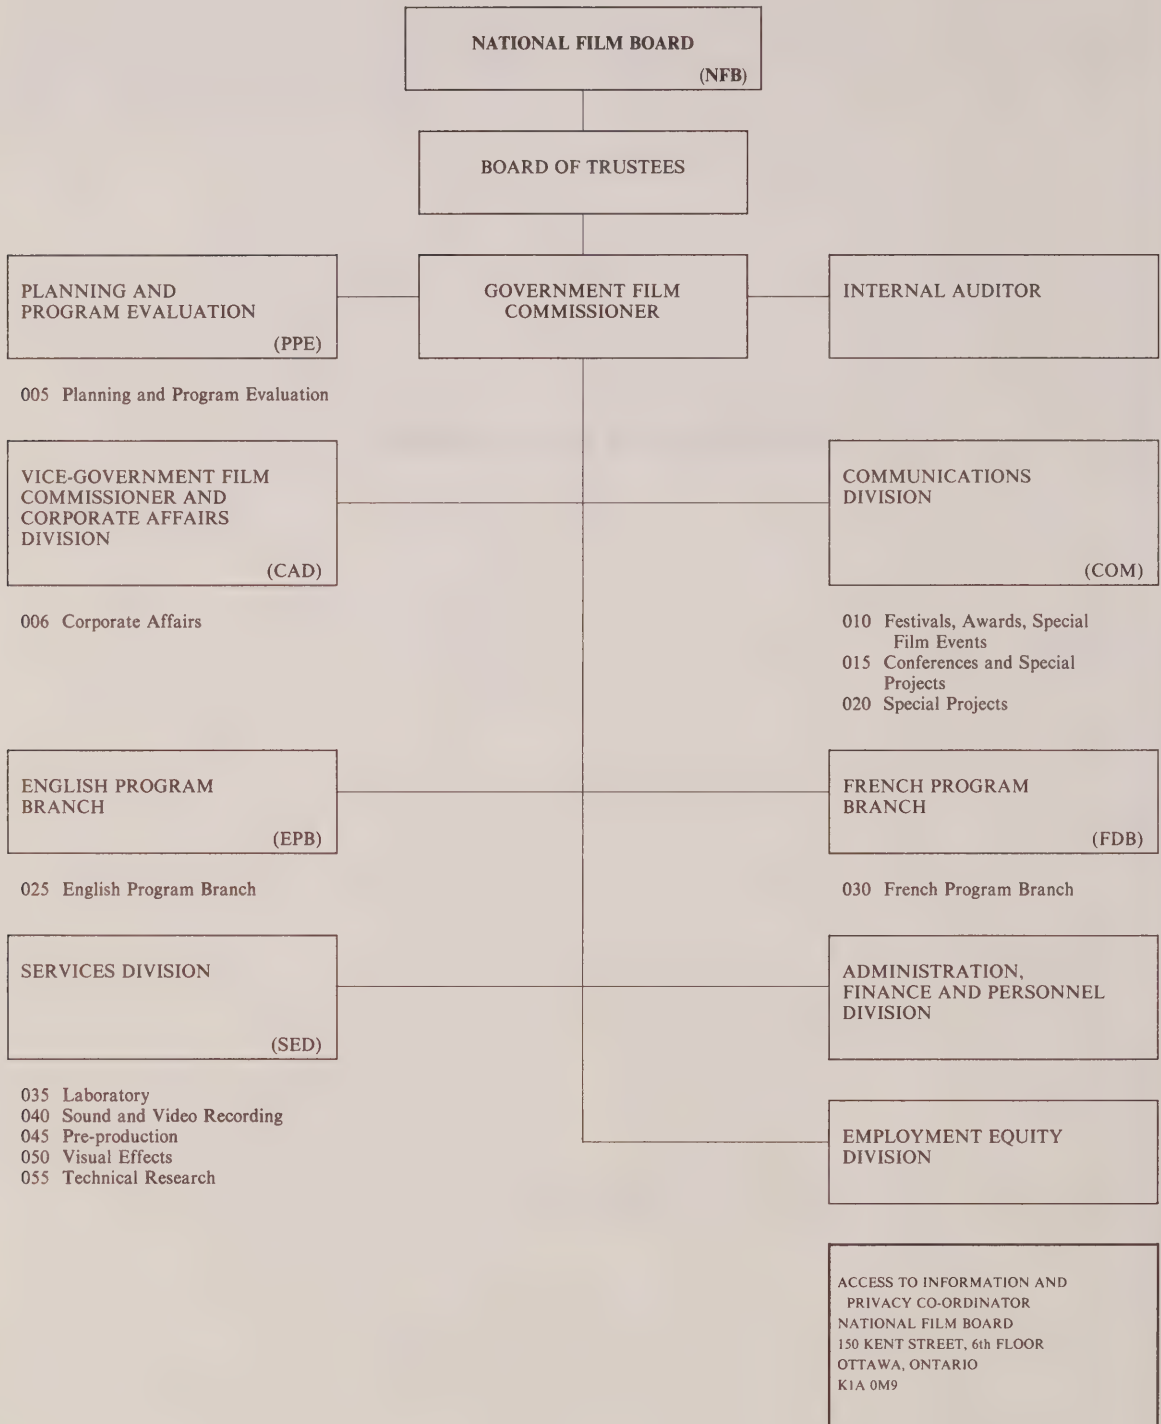 NATIONAL FILM BOARD
(NFB)
BOARD OF TRUSTEES
PLANNING AND
PROGRAM EVALUATION
(PPE)
005 Planning and Program Evaluation
GOVERNMENT FILM
COMMISSIONER
INTERNAL AUDITOR
VICE-GOVERNMENT FILM
COMMISSIONER AND
CORPORATE AFFAIRS
DIVISION
(CAD)
006 Corporate Affairs
COMMUNICATIONS
DIVISION
(COM)
010 Festivals, Awards, Special
Film Events
015 Conferences and Special
Projects
020 Special Projects
ENGLISH PROGRAM
BRANCH
(EPB)
025 English Program Branch
FRENCH PROGRAM
BRANCH
(FDB)
030 French Program Branch
SERVICES DIVISION
(SED)
035 Laboratory
040 Sound and Video Recording
045 Pre-production
050 Visual Effects
055 Technical Research
ADMINISTRATION,
FINANCE AND PERSONNEL
DIVISION
EMPLOYMENT EQUITY
DIVISION
ACCESS TO INFORMATION AND
PRIVACY CO-ORDINATOR
NATIONAL FILM BOARD
150 KENT STREET, 6th FLOOR
OTTAWA, ONTARIO
K1A 0M9